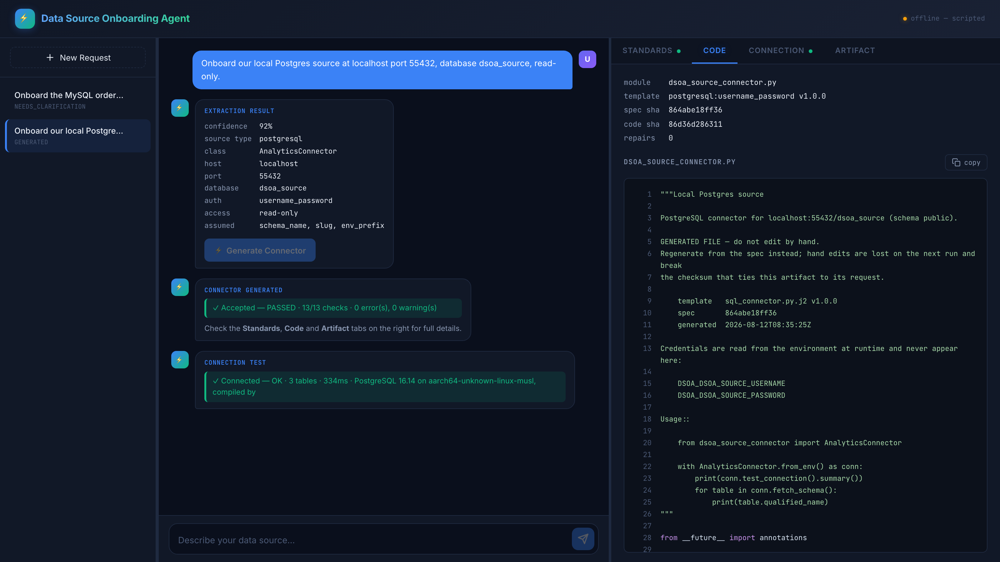 Data Source Onboarding Agent
offline — scripted
New Request
Onboard the MySQL order...
NEEDS_CLARIFICATION
Onboard our local Postgre...
GENERATED
Onboard our local Postgres source at localhost port 55432, database dsoa_source, read-
only.
U
EXTRACTION RESULT
confidence 92%
source type postgresql
class AnalyticsConnector
host localhost
port 55432
database dsoa_source
auth username_password
access read-only
assumed schema_name, slug, env_prefix
Generate Connector
CONNECTOR GENERATED
✓ Accepted — PASSED · 13/13 checks · 0 error(s), 0 warning(s)
Check the Standards, Code and Artifact tabs on the right for full details.
CONNECTION TEST
✓ Connected — OK · 3 tables · 334ms · PostgreSQL 16.14 on aarch64-unknown-linux-musl,
compiled by
Describe your data source...
STANDARDS CODE CONNECTION ARTIFACT
module dsoa_source_connector.py
template postgresql:username_password v1.0.0
spec sha 864abe18ff36
code sha 86d36d286311
repairs 0
DSOA_SOURCE_CONNECTOR.PY
copy
1 """Local Postgres source
2
3 PostgreSQL connector for localhost:55432/dsoa_source (schema public).
4
5 GENERATED FILE — do not edit by hand.
6 Regenerate from the spec instead; hand edits are lost on the next run and
break
7 the checksum that ties this artifact to its request.
8
9 template sql_connector.py.j2 v1.0.0
10 spec 864abe18ff36
11 generated 2026-08-12T08:35:25Z
12
13 Credentials are read from the environment at runtime and never appear
here:
14
15 DSOA_DSOA_SOURCE_USERNAME
16 DSOA_DSOA_SOURCE_PASSWORD
17
18 Usage::
19
20 from dsoa_source_connector import AnalyticsConnector
21
22 with AnalyticsConnector.from_env() as conn:
23 print(conn.test_connection().summary())
24 for table in conn.fetch_schema():
25 print(table.qualified_name)
26 """
27
28 from __future__ import annotations
29